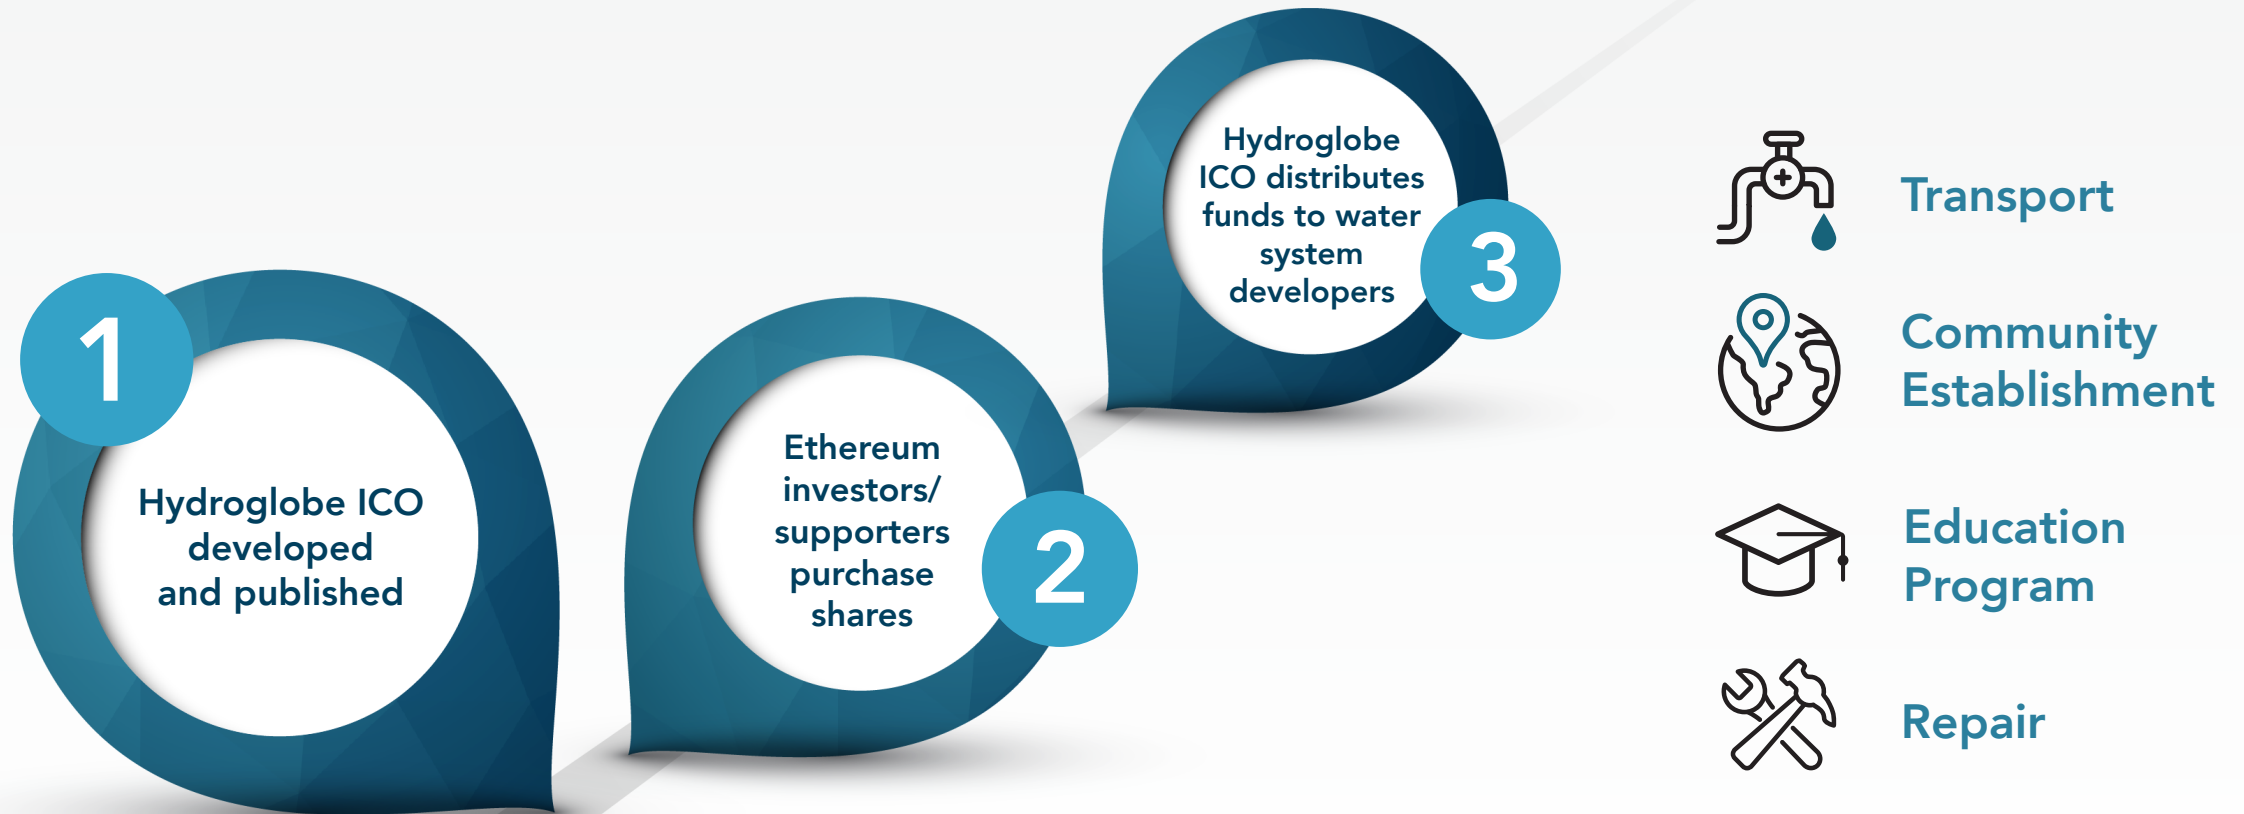 1
Hydroglobe ICO
developed
and published
Ethereum
investors/
supporters
purchase
shares
2
Hydroglobe
ICO distributes
funds to water
system
developers
3
Transport
Community
Establishment
Education
Program
Repair